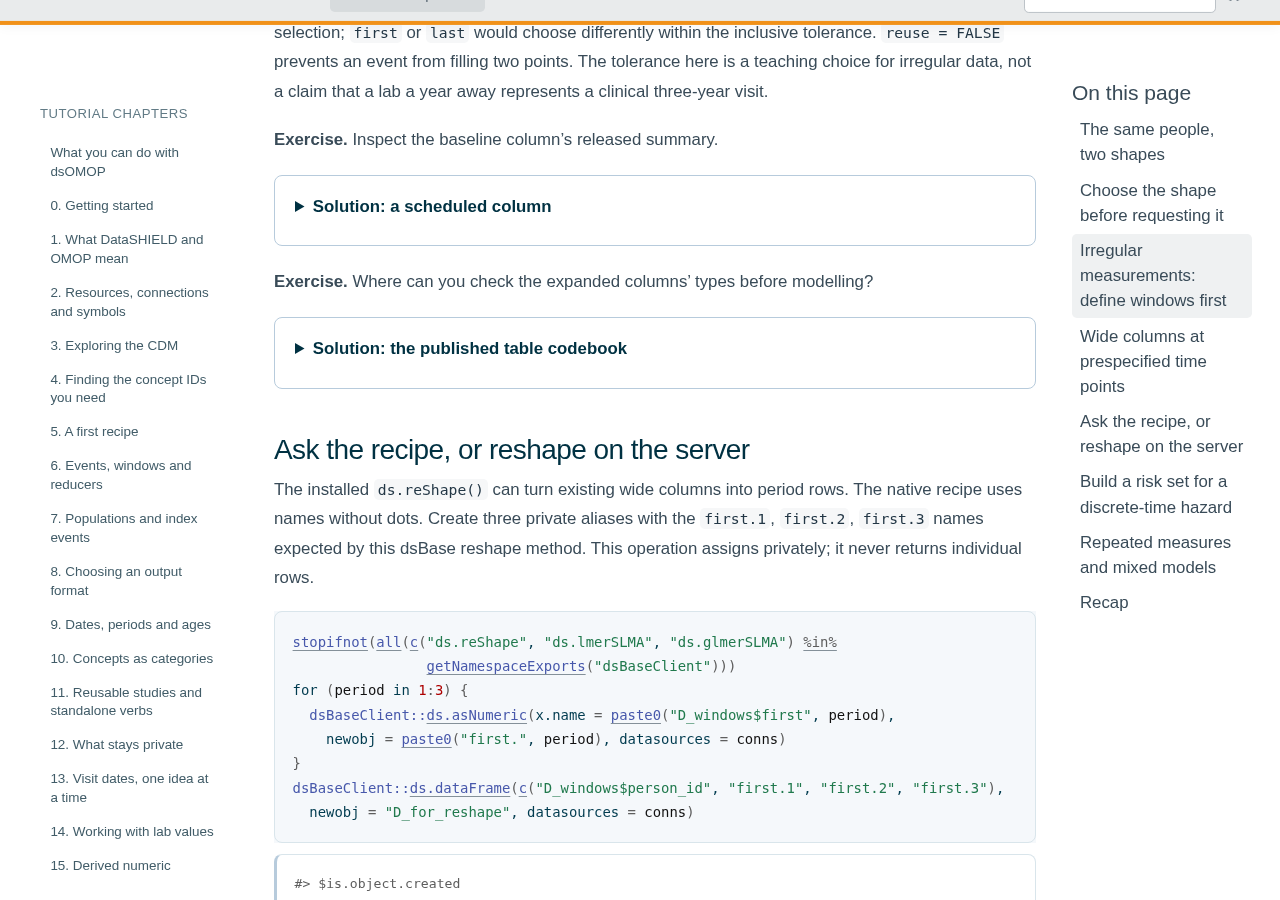 selection; first or last would choose differently within the inclusive tolerance. reuse = FALSE
prevents an event from filling two points. The tolerance here is a teaching choice for irregular data, not
a claim that a lab a year away represents a clinical three-year visit.
Exercise. Inspect the baseline column’s released summary.
▶ Solution: a scheduled column
Exercise. Where can you check the expanded columns’ types before modelling?
▶ Solution: the published table codebook
Ask the recipe, or reshape on the server
The installed ds.reShape() can turn existing wide columns into period rows. The native recipe uses
names without dots. Create three private aliases with the first.1, first.2, first.3 names
expected by this dsBase reshape method. This operation assigns privately; it never returns individual
rows.
stopifnot(all(c("ds.reShape", "ds.lmerSLMA", "ds.glmerSLMA") %in%
                getNamespaceExports("dsBaseClient")))
for (period in 1:3) {
  dsBaseClient::ds.asNumeric(x.name = paste0("D_windows$first", period),
    newobj = paste0("first.", period), datasources = conns)
}
dsBaseClient::ds.dataFrame(c("D_windows$person_id", "first.1", "first.2", "first.3"),
  newobj = "D_for_reshape", datasources = conns)
#> $is.object.created
TUTORIAL CHAPTERS
What you can do with
dsOMOP
0. Getting started
1. What DataSHIELD and
OMOP mean
2. Resources, connections
and symbols
3. Exploring the CDM
4. Finding the concept IDs
you need
5. A first recipe
6. Events, windows and
reducers
7. Populations and index
events
8. Choosing an output
format
9. Dates, periods and ages
10. Concepts as categories
11. Reusable studies and
standalone verbs
12. What stays private
13. Visit dates, one idea at
a time
14. Working with lab values
15. Derived numeric
On this page
The same people,
two shapes
Choose the shape
before requesting it
Irregular
measurements:
define windows first
Wide columns at
prespecified time
points
Ask the recipe, or
reshape on the server
Build a risk set for a
discrete-time hazard
Repeated measures
and mixed models
Recap